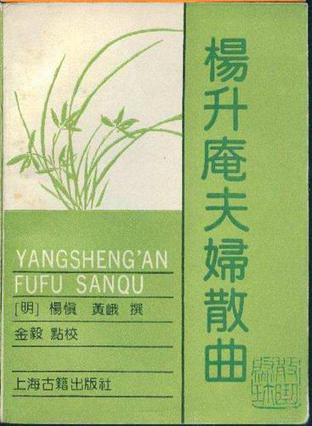 楊升庵夫婦散曲
YANGSHENG'AN
FUFU SANQU
[明] 楊慎 黃峨 撰
金毅 點校
上海古籍出版社